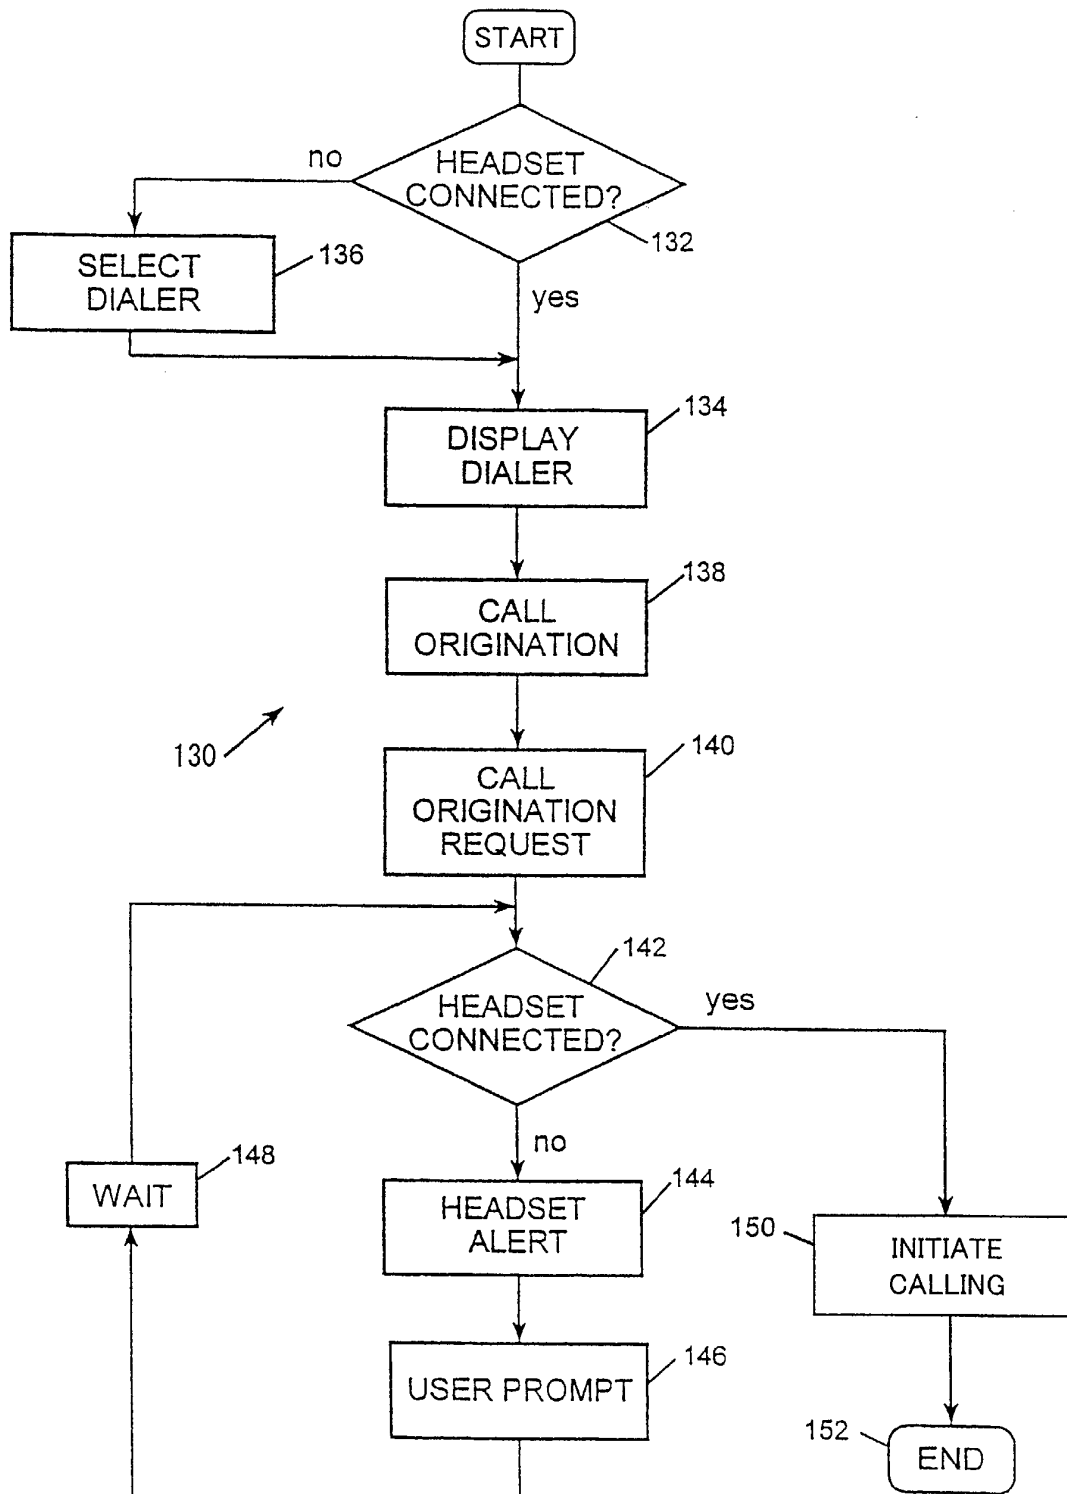 START
HEADSET
CONNECTED?
no
132
136
SELECT
DIALER
yes
134
DISPLAY
DIALER
138
CALL
ORIGINATION
130
140
CALL
ORIGINATION
REQUEST
142
HEADSET
CONNECTED?
yes
no
148
WAIT
144
HEADSET
ALERT
150
INITIATE
CALLING
146
USER PROMPT
152
END